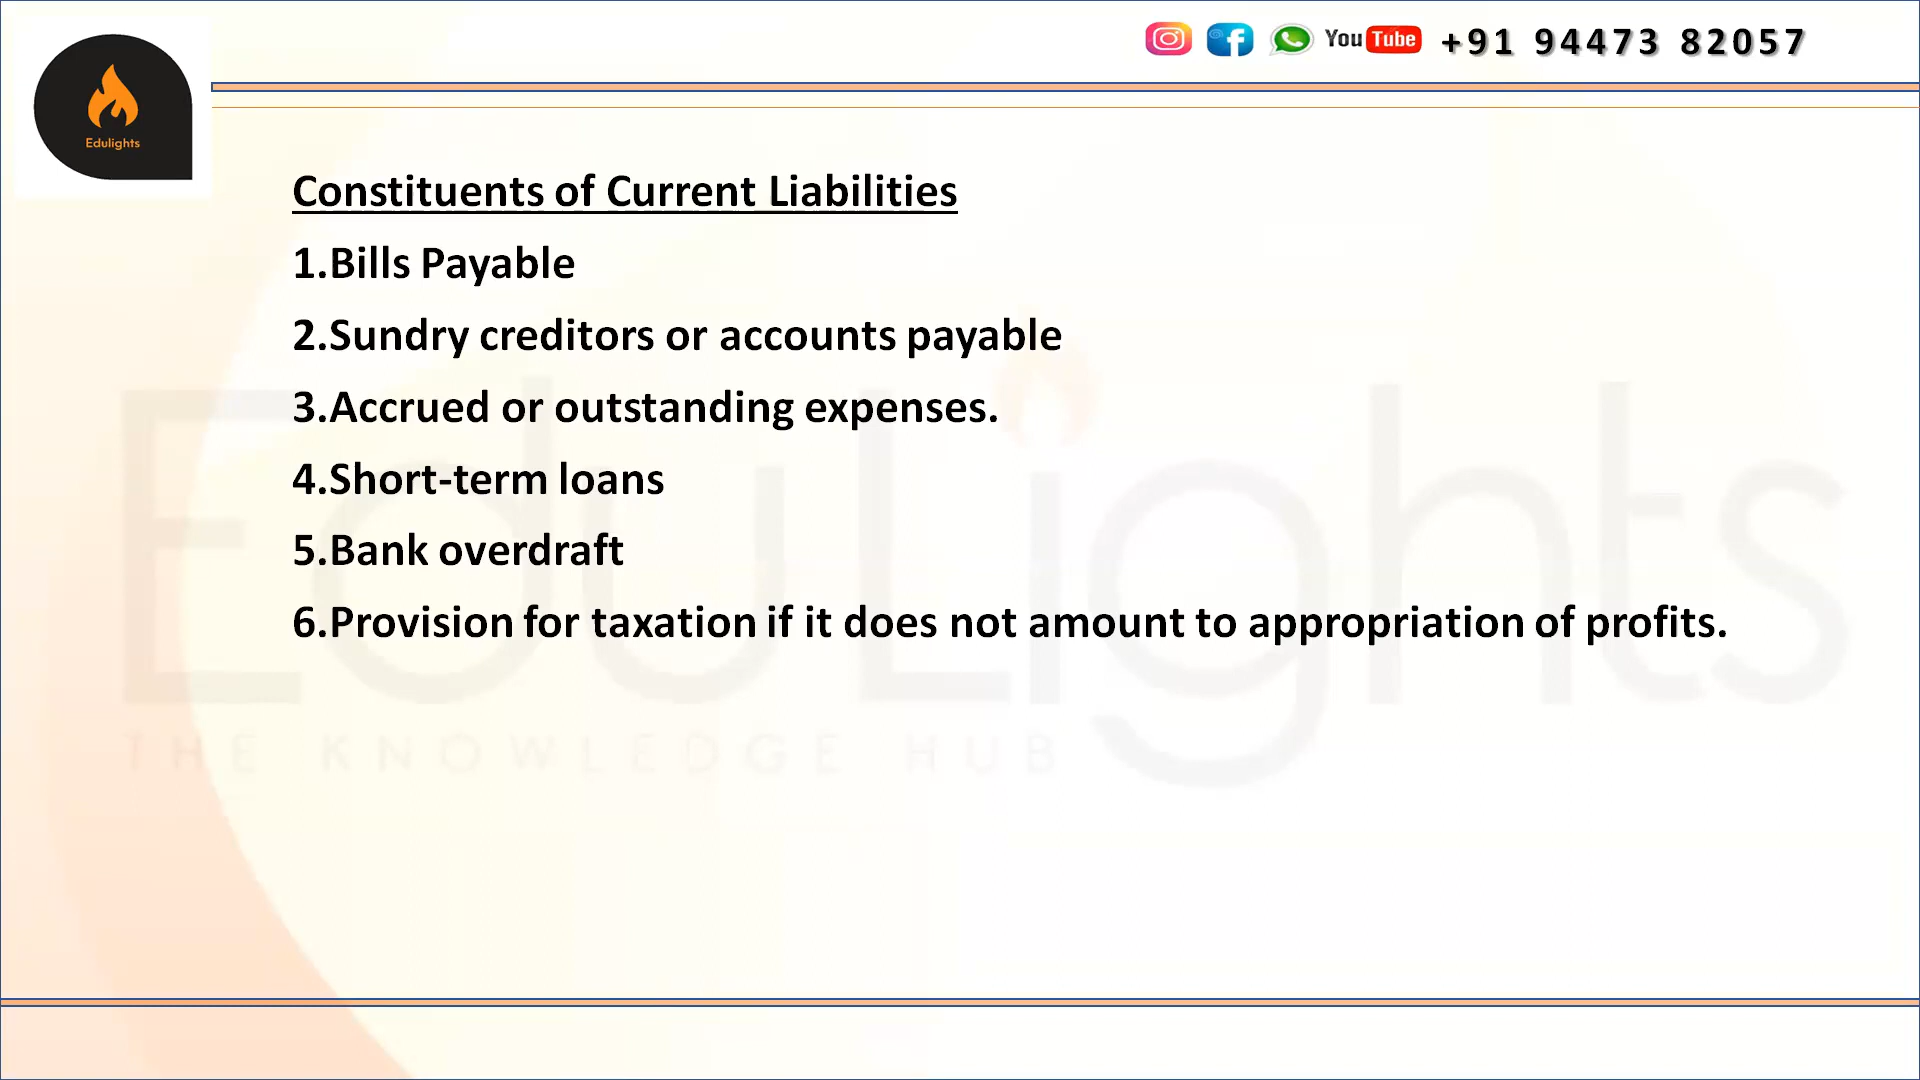 You Tube +91 94473 82057
Edulights
Constituents of Current Liabilities
1.Bills Payable
2.Sundry creditors or accounts payable
3.Accrued or outstanding expenses.
4.Short-term loans
5.Bank overdraft
6.Provision for taxation if it does not amount to appropriation of profits.
EduLights
THE KNOWLEDGE HUB